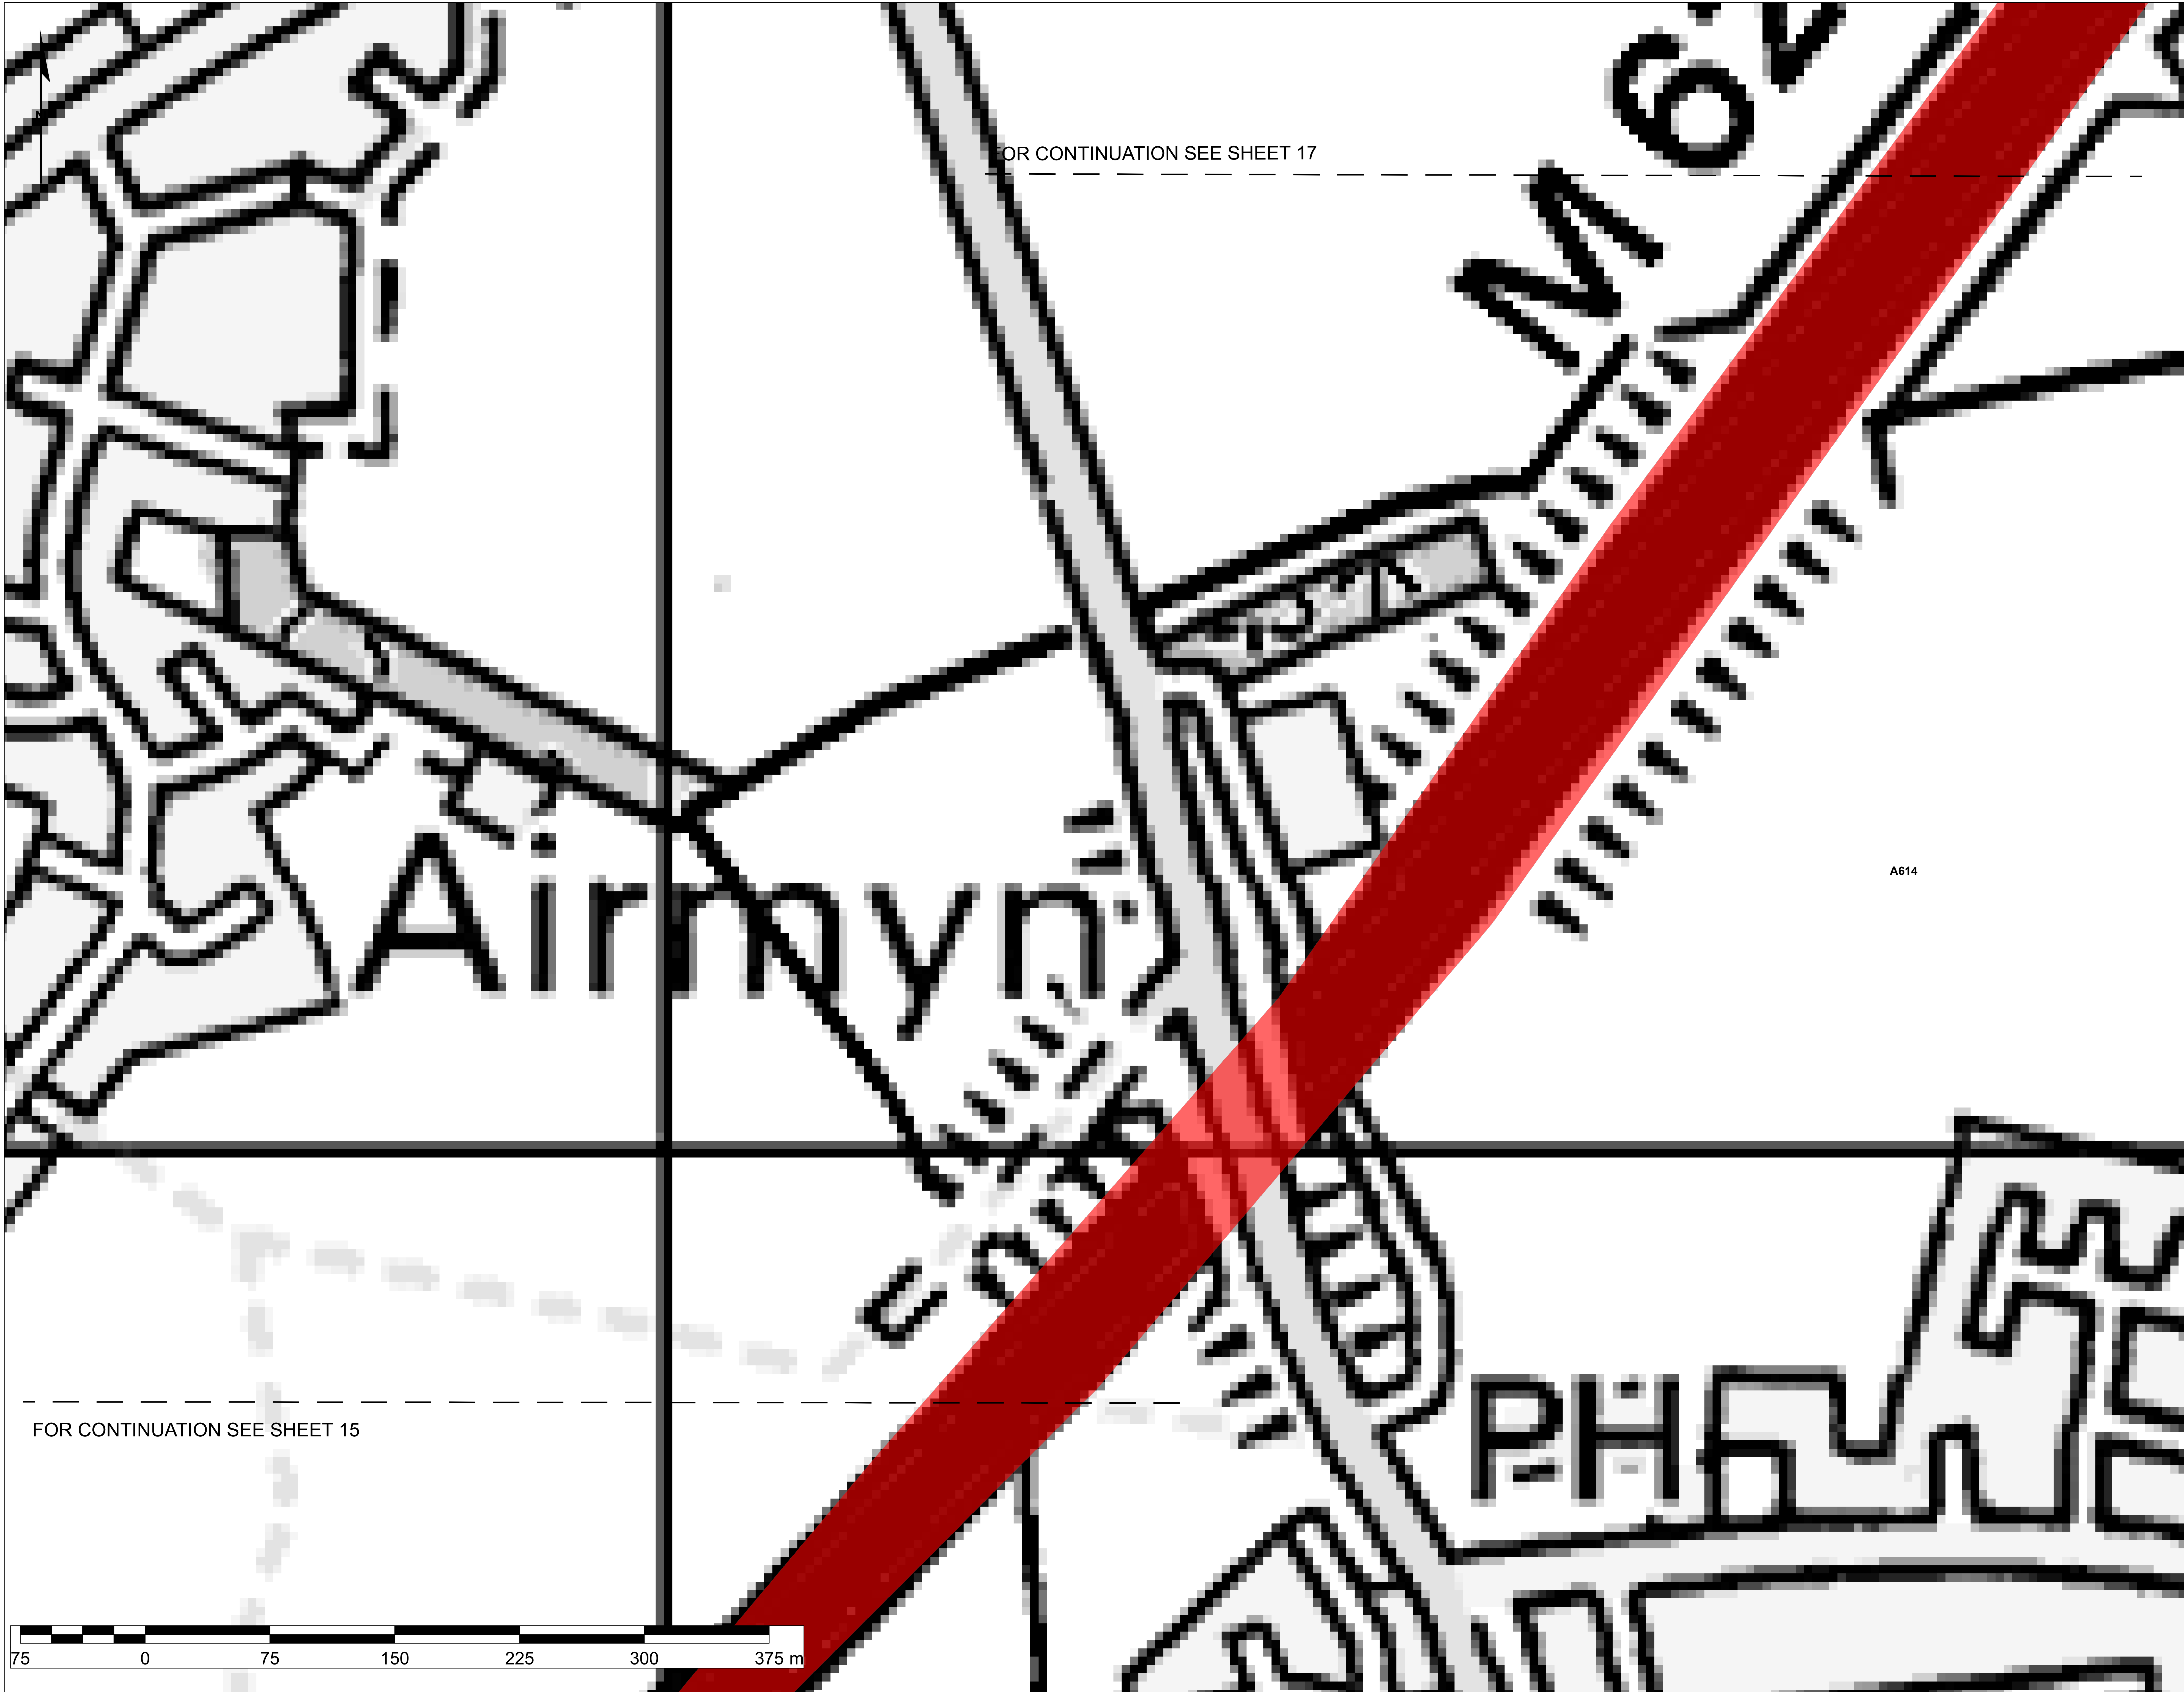 M 62
FOR CONTINUATION SEE SHEET 17
A614
Airmyn
PH
FOR CONTINUATION SEE SHEET 15
75 0 75 150 225 300 375 m